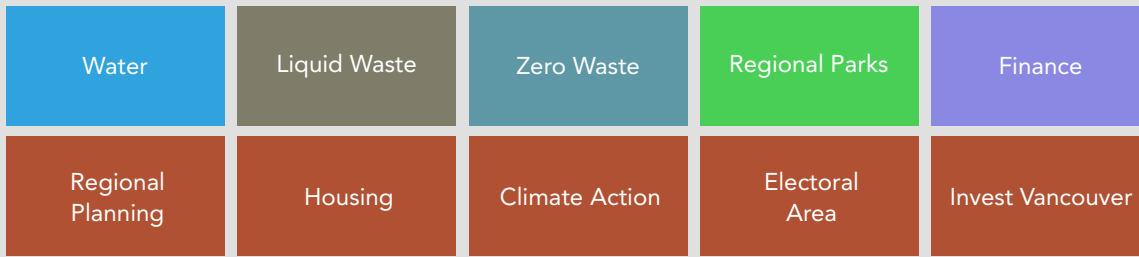 Water
Liquid Waste
Zero Waste
Regional Parks
Finance
Regional
Planning
Housing
Climate Action
Electoral
Area
Invest Vancouver